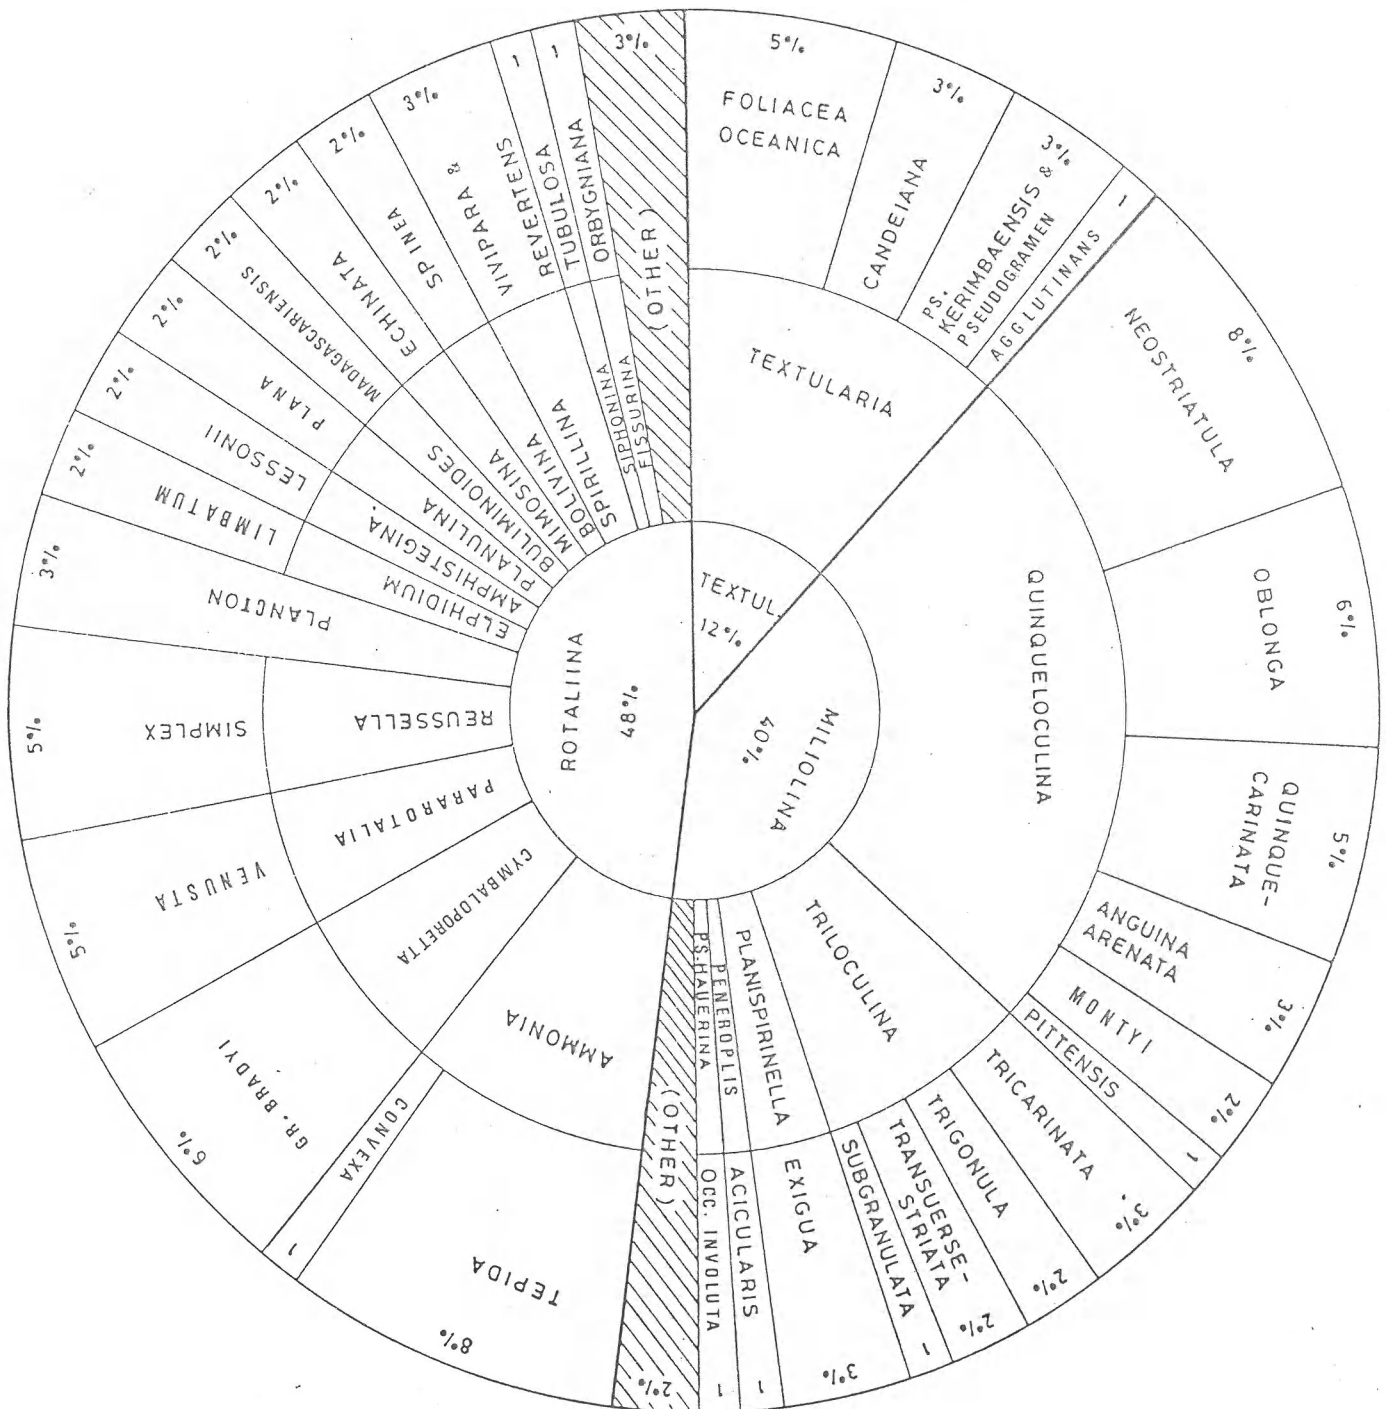 TEXTUL.
12%
MILIOLINA
40%
ROTALIINA
48%
TEXTULARIA
5%
FOLIACEA
OCEANICA
3%
CANDEIANA
3%
PS.
KERIMBAENSIS &
PSEUDOGRAMEN
1
AGGLUTINANS
QUINQUELOCULINA
8%
NEOSTRIATULA
6%
OBLONGA
5%
QUINQUE-
CARINATA
3%
ANGUINA
ARENATA
2%
MONTYI
1
PITTENSIS
TRILOCULINA
TRICARINATA
3%
TRIGONULA
2%
TRANSUERSE-
STRIATA
2%
SUBGRANULATA
1
PLANISPIRINELLA
EXIGUA
3%
PENEROPLIS
ACICULARIS
1
PS.HAUERINA
OCC. INVOLUTA
1
(OTHER)
2%
AMMONIA
TEPIDA
8%
CONVEXA
1
CYMBALOPORETTA
GR. BRADYI
6%
PARAROTALIA
VENUSTA
5%
REUSSELLA
SIMPLEX
5%
PLANCTON
3%
ELPHIDIUM
LIMBATUM
2%
AMPHISTEGINA
LESSONII
2%
PLANULINA
PLANA
2%
BULIMINOIDES
MADAGASCARIENSIS
2%
MIMOSINA
ECHINATA
2%
BOLIVINA
SPINEA
2%
SPIRILLINA
VIVIPARA &
REVERTENS
3%
SIPHONINA
TUBULOSA
1
FISSURINA
ORBYGNIANA
1
(OTHER)
3%